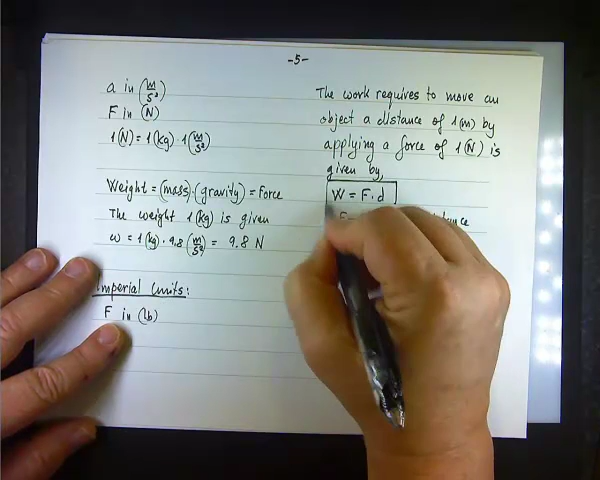 -5-
a in (m/s²)
F in (N)
1(N) = 1(kg) · 1(m/s²)
Weight = (mass) · (gravity) = Force
The weight 1(kg) is given
w = 1(kg) · 9.8 (m/s²) = 9.8 N
Imperial Units:
F in (lb)
The work requires to move an
object a distance of 1(m) by
applying a force of 1(N) is
given by
W = F·d